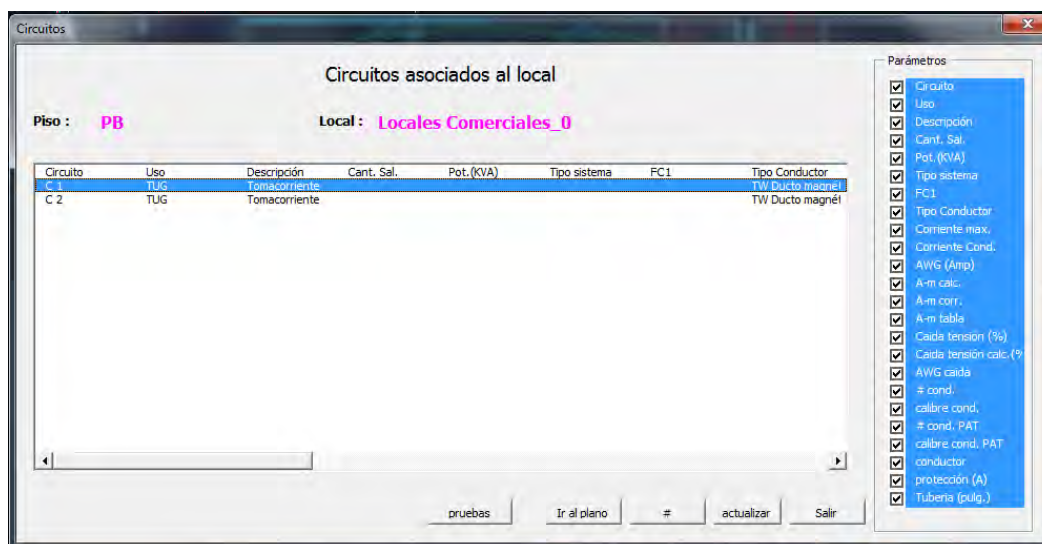 Circuitos
Circuitos asociados al local
Piso : PB Local : Locales Comerciales_0
Circuito Uso Descripción Cant. Sal. Pot.(KVA) Tipo sistema FC1 Tipo Conductor
C 1 TUG Tomacorriente TW Ducto magnét
C 2 TUG Tomacorriente TW Ducto magnét
pruebas Ir al plano # actualizar Salir
Parámetros
Circuito
Uso
Descripción
Cant. Sal.
Pot.(KVA)
Tipo sistema
FC1
Tipo Conductor
Corriente max.
Corriente Cond.
AWG (Amp)
A-m calc.
A-m corr.
A-m tabla
Caida tensión (%)
Caida tensión calc.(%
AWG caida
# cond.
calibre cond.
# cond. PAT
calibre cond. PAT
conductor
protección (A)
Tuberia (pulg.)